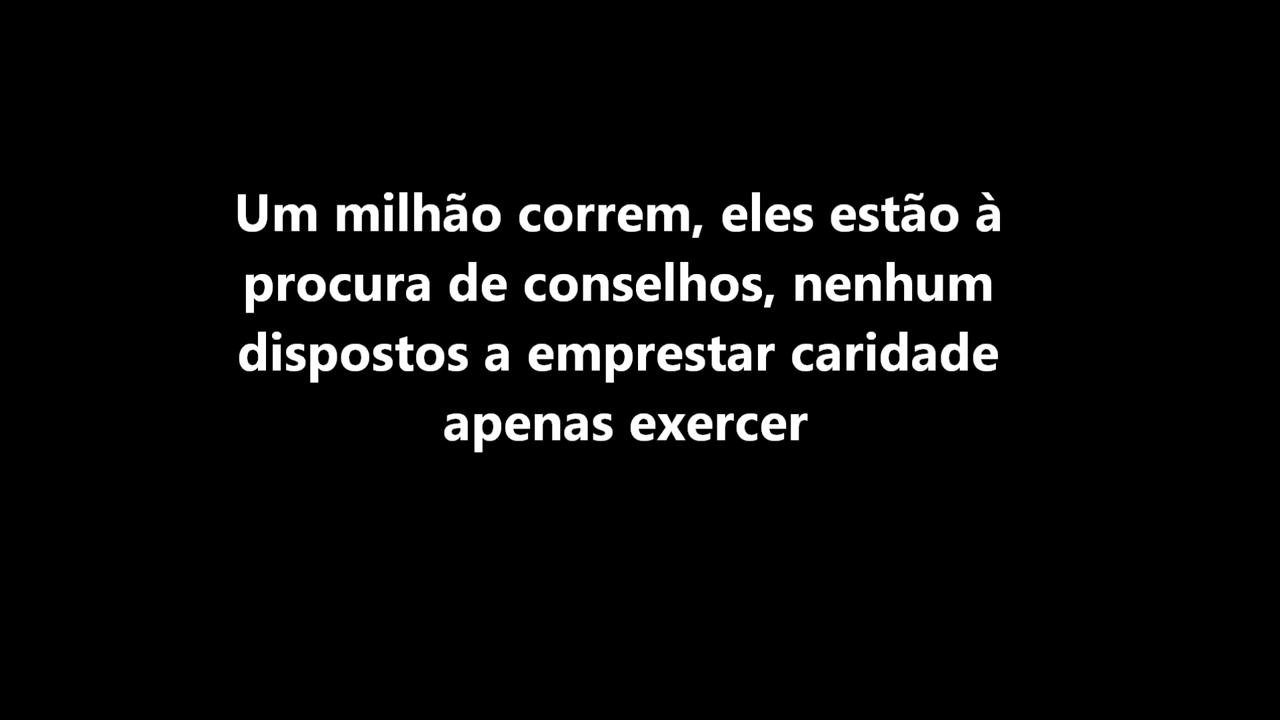 Um milhão correm, eles estão à
procura de conselhos, nenhum
dispostos a emprestar caridade
apenas exercer